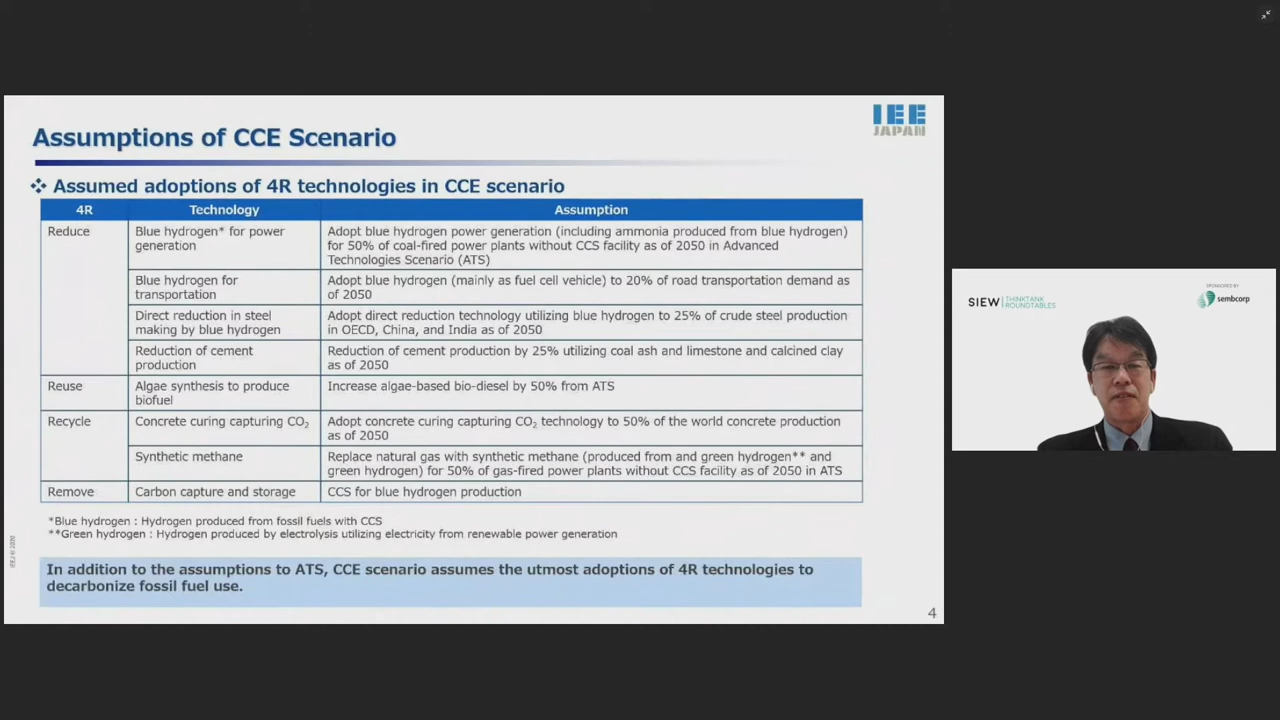 IEE
JAPAN
Assumptions of CCE Scenario
❖ Assumed adoptions of 4R technologies in CCE scenario
4R Technology Assumption
Reduce
Blue hydrogen* for power
generation
Adopt blue hydrogen power generation (including ammonia produced from blue hydrogen)
for 50% of coal-fired power plants without CCS facility as of 2050 in Advanced
Technologies Scenario (ATS)
Blue hydrogen for
transportation
Adopt blue hydrogen (mainly as fuel cell vehicle) to 20% of road transportation demand as
of 2050
Direct reduction in steel
making by blue hydrogen
Adopt direct reduction technology utilizing blue hydrogen to 25% of crude steel production
in OECD, China, and India as of 2050
Reduction of cement
production
Reduction of cement production by 25% utilizing coal ash and limestone and calcined clay
as of 2050
Reuse
Algae synthesis to produce
biofuel
Increase algae-based bio-diesel by 50% from ATS
Recycle
Concrete curing capturing CO₂
Adopt concrete curing capturing CO₂ technology to 50% of the world concrete production
as of 2050
Synthetic methane
Replace natural gas with synthetic methane (produced from and green hydrogen** and
green hydrogen) for 50% of gas-fired power plants without CCS facility as of 2050 in ATS
Remove
Carbon capture and storage
CCS for blue hydrogen production
*Blue hydrogen : Hydrogen produced from fossil fuels with CCS
**Green hydrogen : Hydrogen produced by electrolysis utilizing electricity from renewable power generation
In addition to the assumptions to ATS, CCE scenario assumes the utmost adoptions of 4R technologies to
decarbonize fossil fuel use.
4
SIEW THINKTANK
ROUNDTABLES
SPONSORED BY
sembcorp